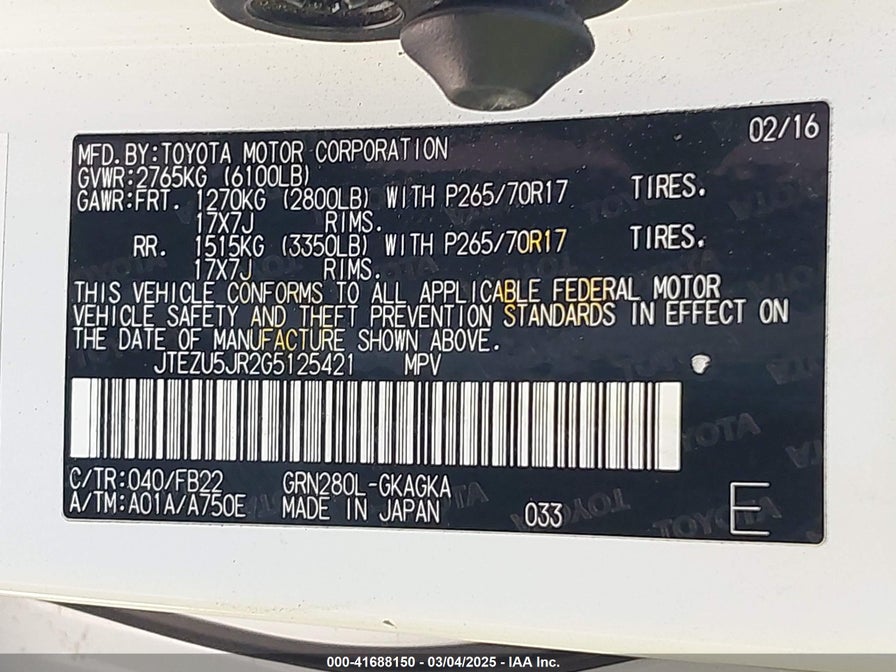 02/16
MFD.BY:TOYOTA MOTOR CORPORATION
GVWR:2765KG (6100LB)
GAWR:FRT. 1270KG (2800LB) WITH P265/70R17 TIRES.
17X7J RIMS.
RR. 1515KG (3350LB) WITH P265/70R17 TIRES.
17X7J RIMS.
THIS VEHICLE CONFORMS TO ALL APPLICABLE FEDERAL MOTOR
VEHICLE SAFETY AND THEFT PREVENTION STANDARDS IN EFFECT ON
THE DATE OF MANUFACTURE SHOWN ABOVE.
JTEZU5JR2G5125421 MPV
C/TR:040/FB22 GRN280L-GKAGKA
A/TM:A01A/A750E MADE IN JAPAN 033 E
000-41688150 - 03/04/2025 - IAA Inc.